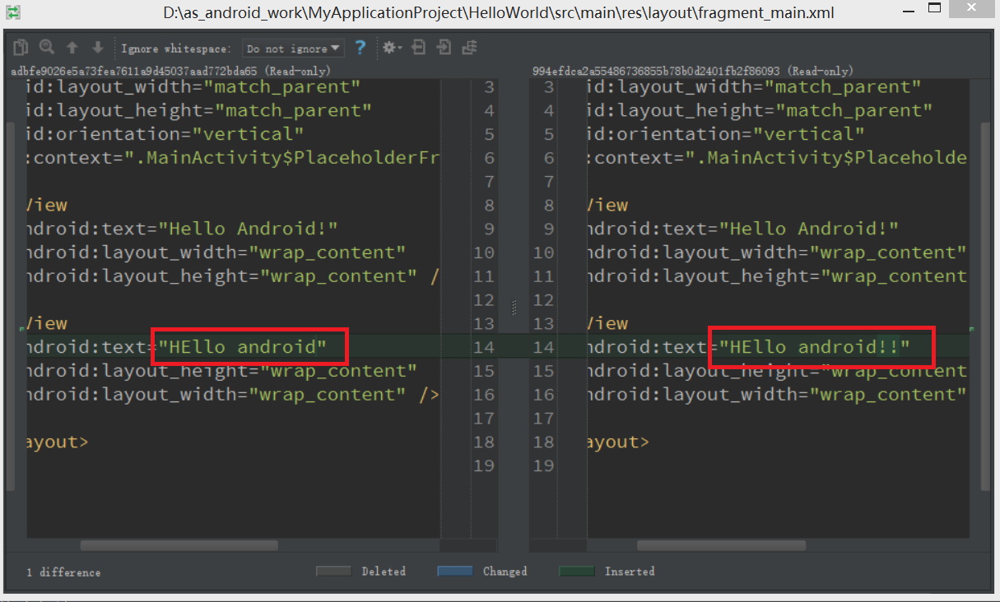 D:\as_android_work\MyApplicationProject\HelloWorld\src\main\res\layout\fragment_main.xml
Ignore whitespace: Do not ignore ?
adbfe9026e5a73fea7611a9d45037aad772bda65 (Read-only)
id:layout_width="match_parent" 3
id:layout_height="match_parent" 4
id:orientation="vertical" 5
:context=".MainActivity$PlaceholderFr 6
7
View 8
ndroid:text="Hello Android!" 9
ndroid:layout_width="wrap_content" 10
ndroid:layout_height="wrap_content" / 11
12
View 13
ndroid:text="HEllo android" 14
ndroid:layout_height="wrap_content" 15
ndroid:layout_width="wrap_content" /> 16
17
ayout> 18
19
994efdca2a55486736855b78b0d2401fb2f86093 (Read-only)
3 id:layout_width="match_parent"
4 id:layout_height="match_parent"
5 id:orientation="vertical"
6 :context=".MainActivity$Placeholde
7
8 View
9 ndroid:text="Hello Android!"
10 ndroid:layout_width="wrap_content"
11 ndroid:layout_height="wrap_content
12
13 View
14 ndroid:text="HEllo android!!"
15 ndroid:layout_height="wrap_content
16 ndroid:layout_width="wrap_content"
17
18 ayout>
19
1 difference Deleted Changed Inserted